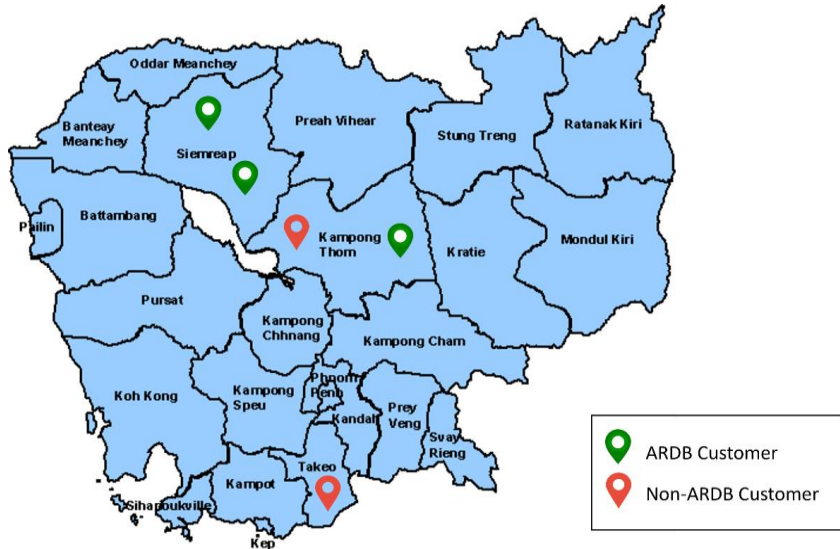 Oddar Meanchey
Banteay
Meanchey
Siemreap
Preah Vihear
Stung Treng
Ratanak Kiri
Pailin
Battambang
Kampong
Thom
Kratie
Mondul Kiri
Pursat
Kampong
Chhnang
Kampong Cham
Koh Kong
Kampong
Speu
Phnom
Penh
Kandal
Prey
Veng
Svay
Rieng
Takeo
Kampot
Sihanoukville
Kep
ARDB Customer
Non-ARDB Customer